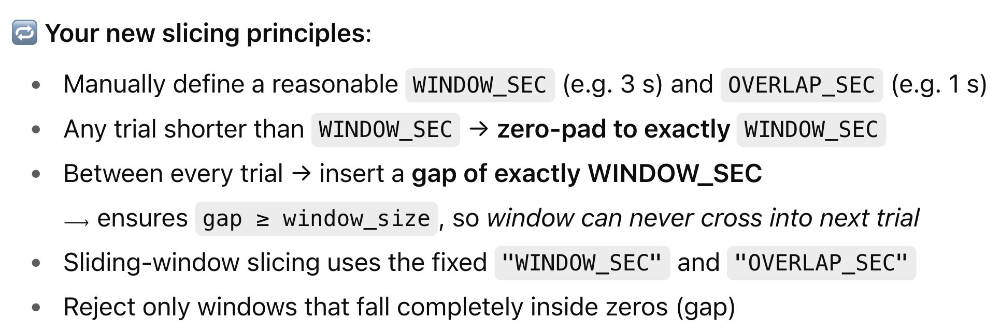 🔁 Your new slicing principles:
• Manually define a reasonable WINDOW_SEC (e.g. 3 s) and OVERLAP_SEC (e.g. 1 s)
• Any trial shorter than WINDOW_SEC → zero-pad to exactly WINDOW_SEC
• Between every trial → insert a gap of exactly WINDOW_SEC
⟶ ensures gap ≥ window_size, so window can never cross into next trial
• Sliding-window slicing uses the fixed "WINDOW_SEC" and "OVERLAP_SEC"
• Reject only windows that fall completely inside zeros (gap)